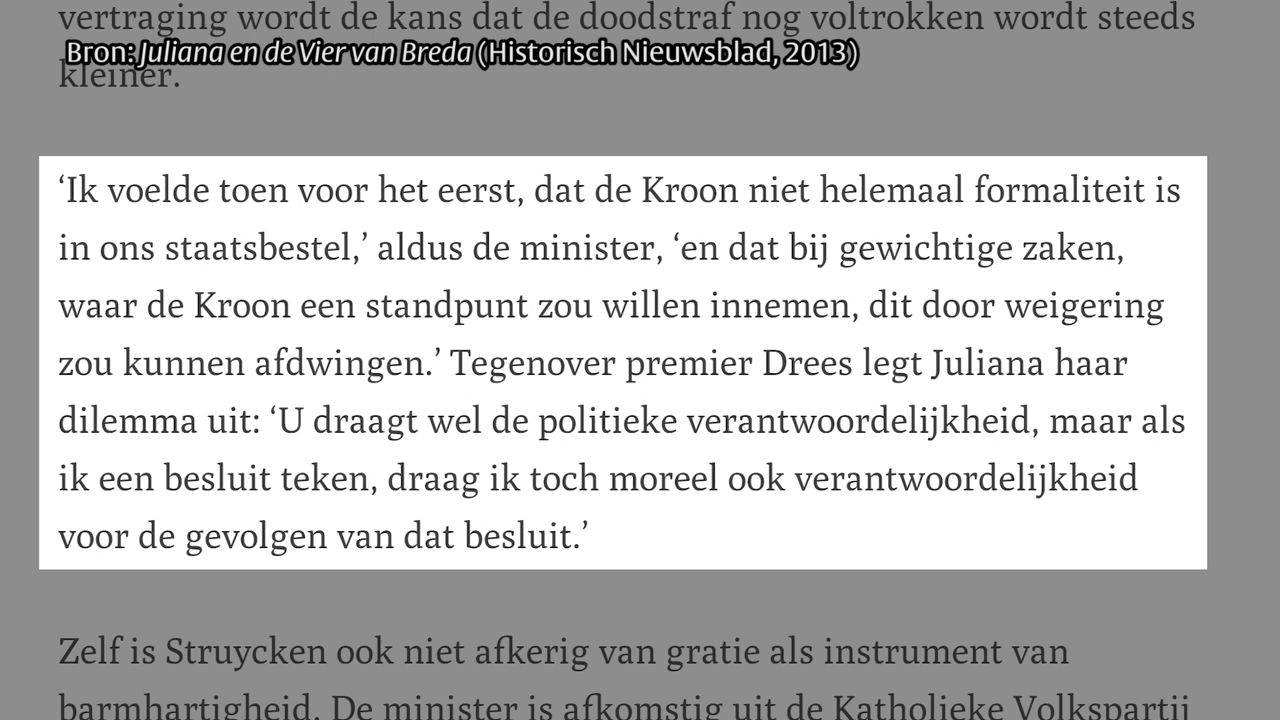 vertraging wordt de kans dat de doodstraf nog voltrokken wordt steeds
Bron: Juliana en de Vier van Breda (Historisch Nieuwsblad, 2013)
kleiner.
‘Ik voelde toen voor het eerst, dat de Kroon niet helemaal formaliteit is
in ons staatsbestel,’ aldus de minister, ‘en dat bij gewichtige zaken,
waar de Kroon een standpunt zou willen innemen, dit door weigering
zou kunnen afdwingen.’ Tegenover premier Drees legt Juliana haar
dilemma uit: ‘U draagt wel de politieke verantwoordelijkheid, maar als
ik een besluit teken, draag ik toch moreel ook verantwoordelijkheid
voor de gevolgen van dat besluit.’
Zelf is Struycken ook niet afkerig van gratie als instrument van
barmhartigheid. De minister is afkomstig uit de Katholieke Volkspartij